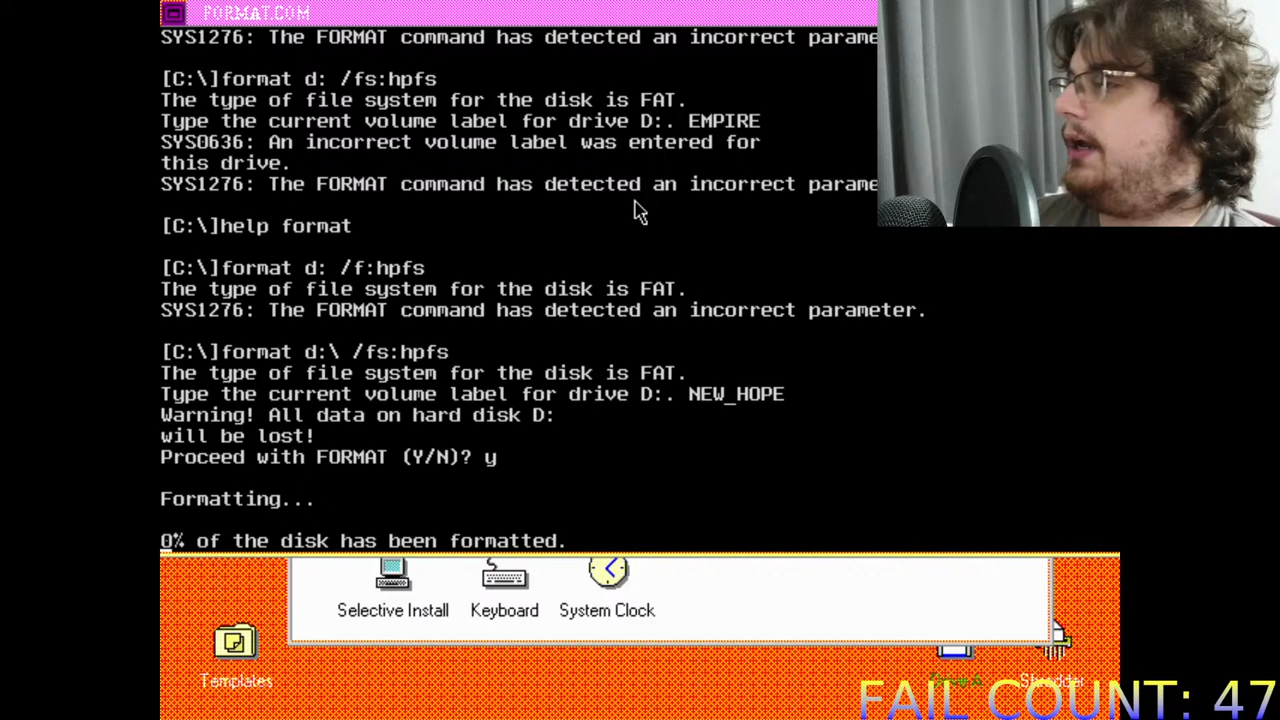 FORMAT.COM
SYS1276: The FORMAT command has detected an incorrect parame
[C:\]format d: /fs:hpfs
The type of file system for the disk is FAT.
Type the current volume label for drive D:. EMPIRE
SYS0636: An incorrect volume label was entered for
this drive.
SYS1276: The FORMAT command has detected an incorrect parame
[C:\]help format
[C:\]format d: /f:hpfs
The type of file system for the disk is FAT.
SYS1276: The FORMAT command has detected an incorrect parameter.
[C:\]format d:\ /fs:hpfs
The type of file system for the disk is FAT.
Type the current volume label for drive D:. NEW_HOPE
Warning! All data on hard disk D:
will be lost!
Proceed with FORMAT (Y/N)? y
Formatting...
0% of the disk has been formatted.
Selective Install Keyboard System Clock
Templates Shredder
FAIL COUNT: 47